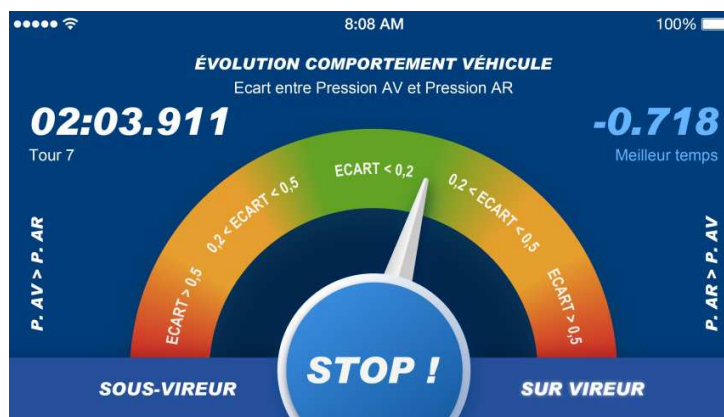 8:08 AM
100%
ÉVOLUTION COMPORTEMENT VÉHICULE
Ecart entre Pression AV et Pression AR
02:03.911
Tour 7
-0.718
Meilleur temps
P. AV > P. AR
ECART > 0,5
0,2 < ECART < 0,5
ECART < 0,2
0,2 < ECART < 0,5
ECART > 0,5
P. AR > P. AV
SOUS-VIREUR
STOP !
SUR VIREUR